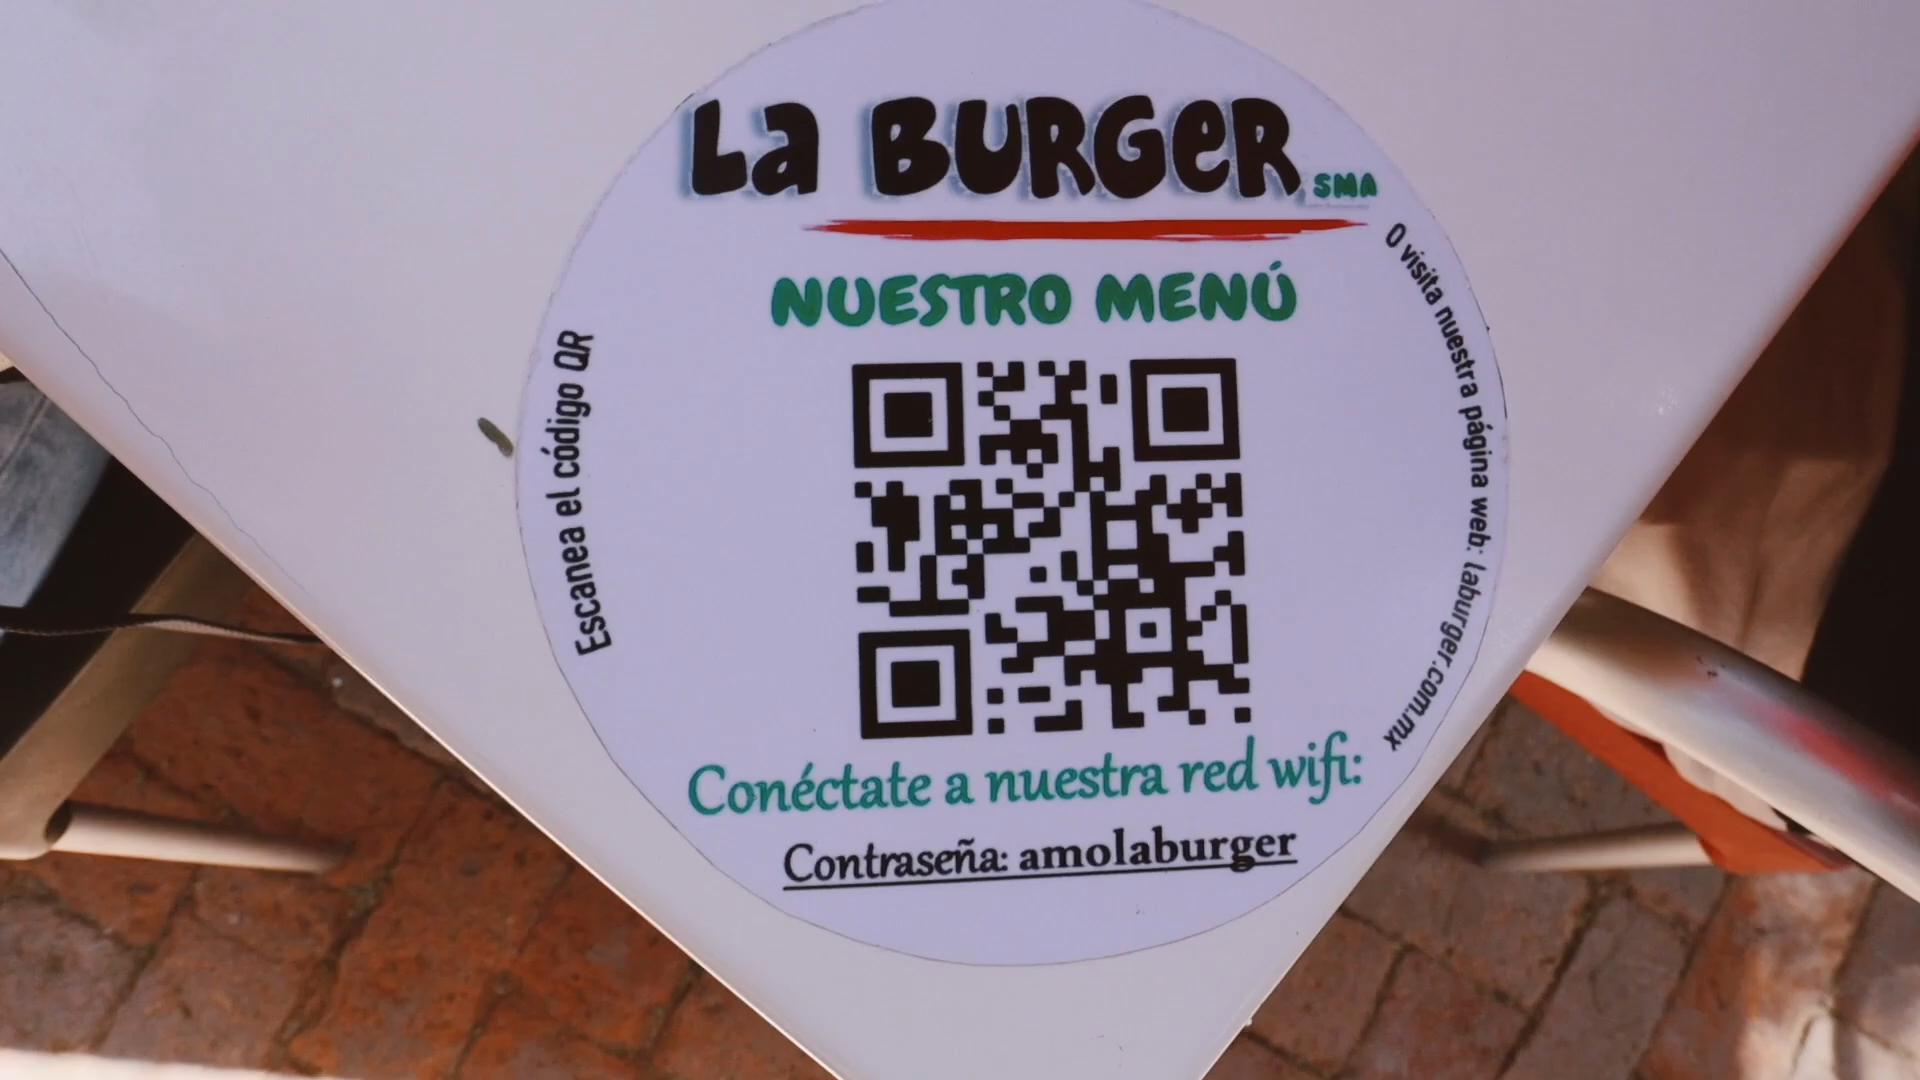 La BURGER SMA
NUESTRO MENÚ
Escanea el código QR
O visita nuestra página web: laburger.com.mx
Conéctate a nuestra red wifi:
Contraseña: amolaburger